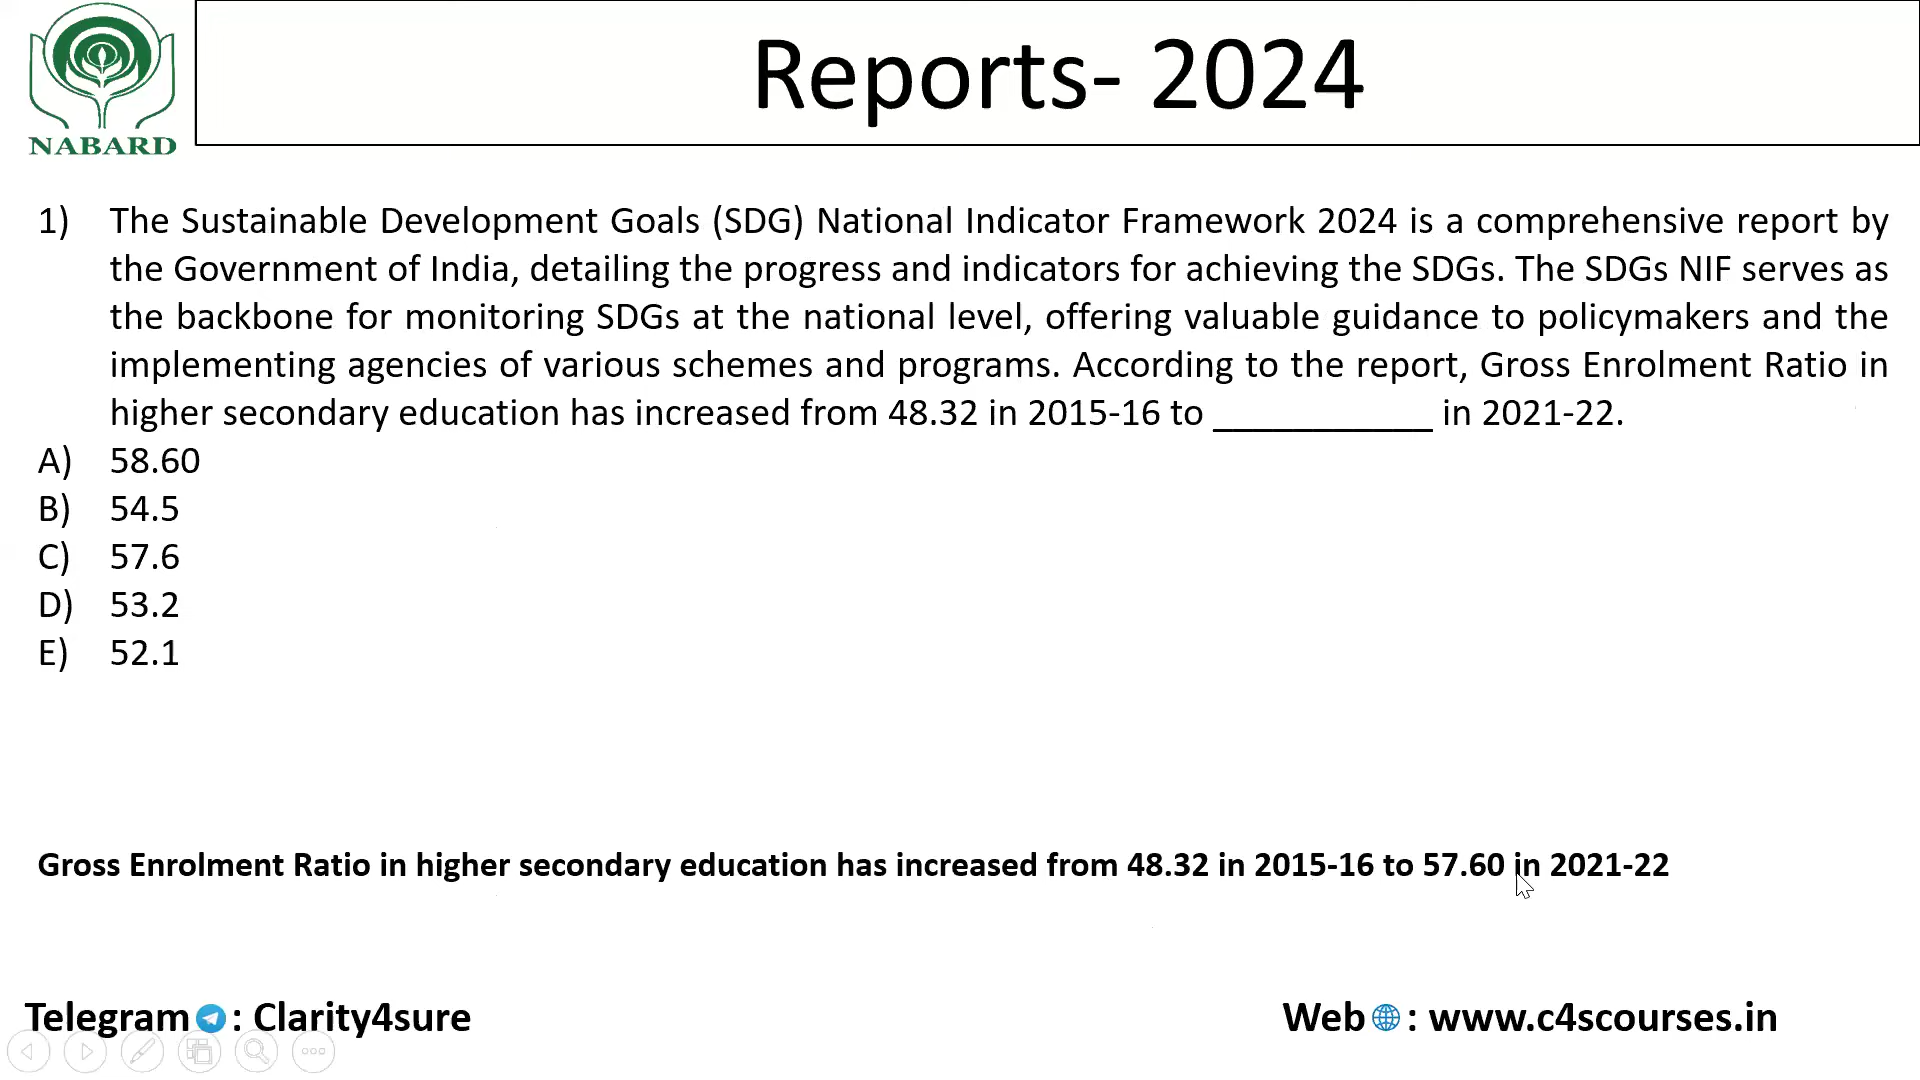 NABARD
Reports- 2024
1) The Sustainable Development Goals (SDG) National Indicator Framework 2024 is a comprehensive report by
the Government of India, detailing the progress and indicators for achieving the SDGs. The SDGs NIF serves as
the backbone for monitoring SDGs at the national level, offering valuable guidance to policymakers and the
implementing agencies of various schemes and programs. According to the report, Gross Enrolment Ratio in
higher secondary education has increased from 48.32 in 2015-16 to ___________ in 2021-22.
A) 58.60
B) 54.5
C) 57.6
D) 53.2
E) 52.1
Gross Enrolment Ratio in higher secondary education has increased from 48.32 in 2015-16 to 57.60 in 2021-22
Telegram : Clarity4sure
Web : www.c4scourses.in